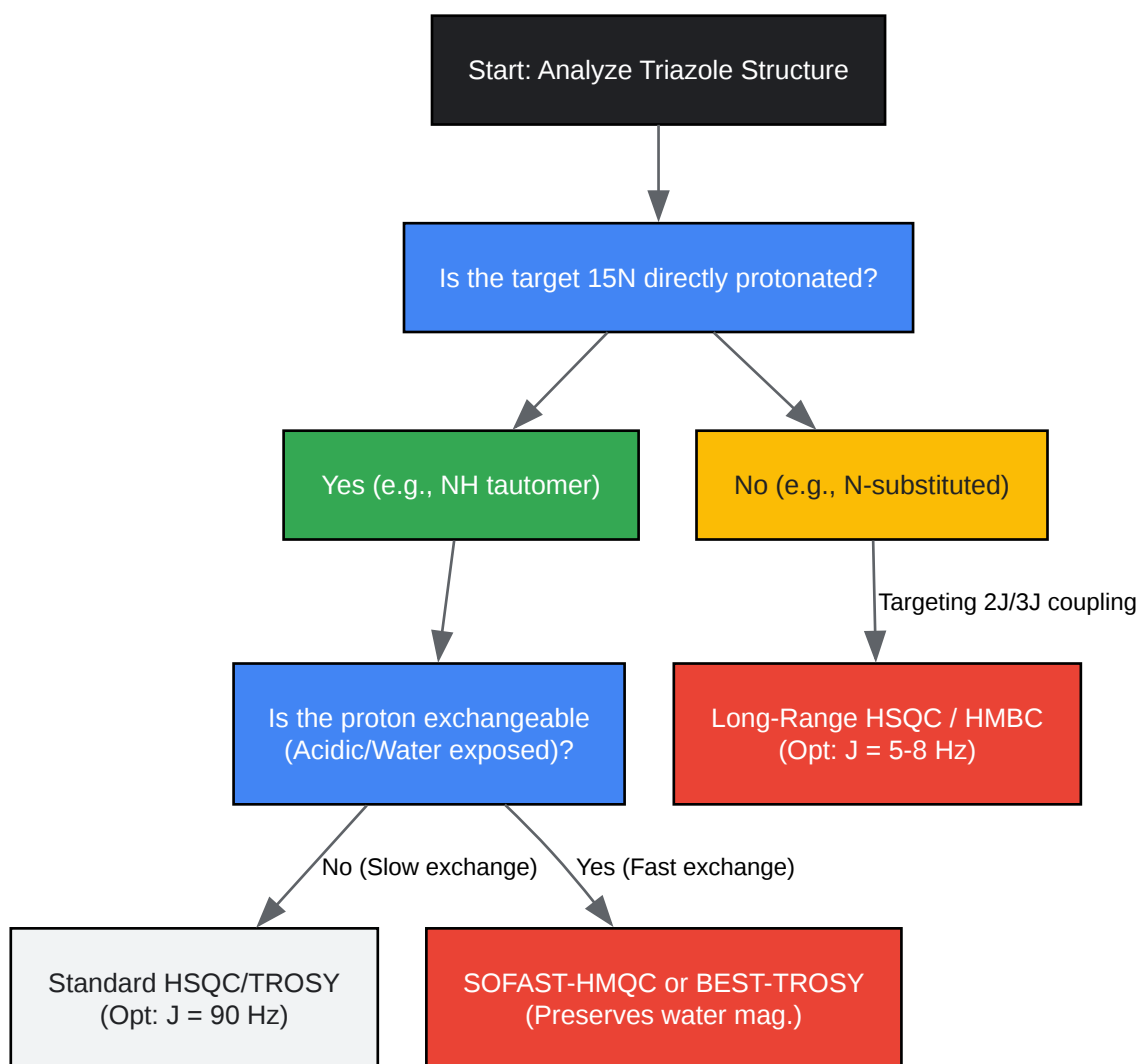 Start: Analyze Triazole Structure
Is the target 15N directly protonated?
Yes (e.g., NH tautomer)
No (e.g., N-substituted)
Targeting 2J/3J coupling
Is the proton exchangeable
(Acidic/Water exposed)?
Long-Range HSQC / HMBC
(Opt: J = 5-8 Hz)
No (Slow exchange)
Yes (Fast exchange)
Standard HSQC/TROSY
(Opt: J = 90 Hz)
SOFAST-HMQC or BEST-TROSY
(Preserves water mag.)